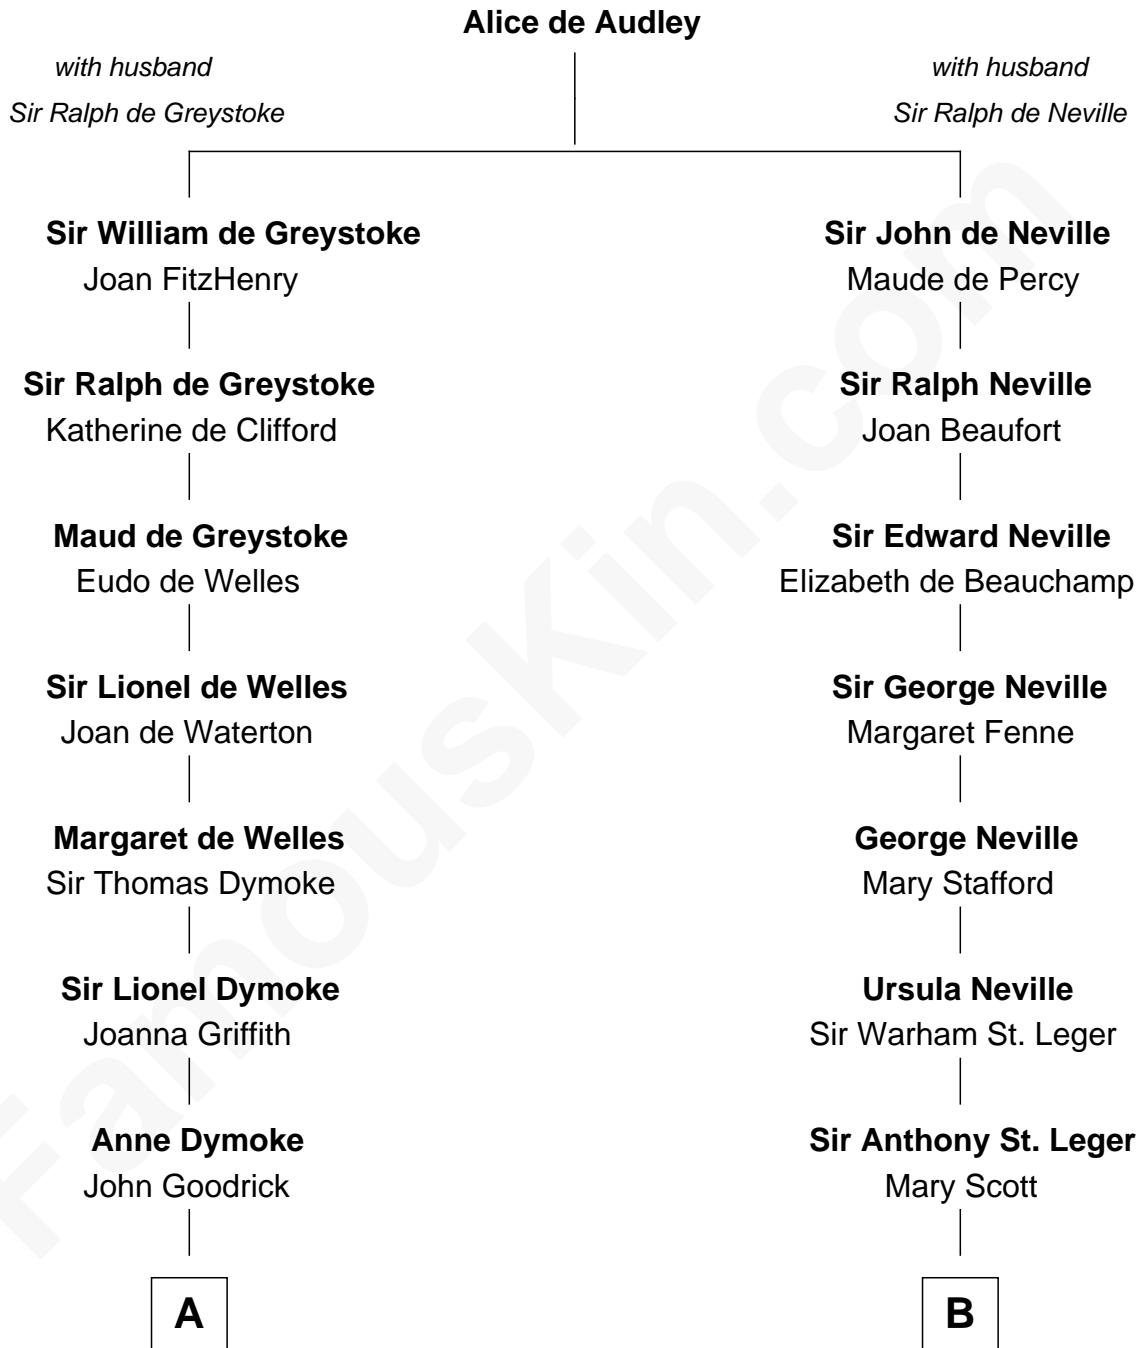 Alice de Audley
with husband
Sir Ralph de Greystoke
with husband
Sir Ralph de Neville
Sir William de Greystoke
Joan FitzHenry
Sir John de Neville
Maude de Percy
Sir Ralph de Greystoke
Katherine de Clifford
Sir Ralph Neville
Joan Beaufort
Maud de Greystoke
Eudo de Welles
Sir Edward Neville
Elizabeth de Beauchamp
Sir Lionel de Welles
Joan de Waterton
Sir George Neville
Margaret Fenne
Margaret de Welles
Sir Thomas Dymoke
George Neville
Mary Stafford
Sir Lionel Dymoke
Joanna Griffith
Ursula Neville
Sir Warham St. Leger
Anne Dymoke
John Goodrick
Sir Anthony St. Leger
Mary Scott
A
B
FamousKin.com